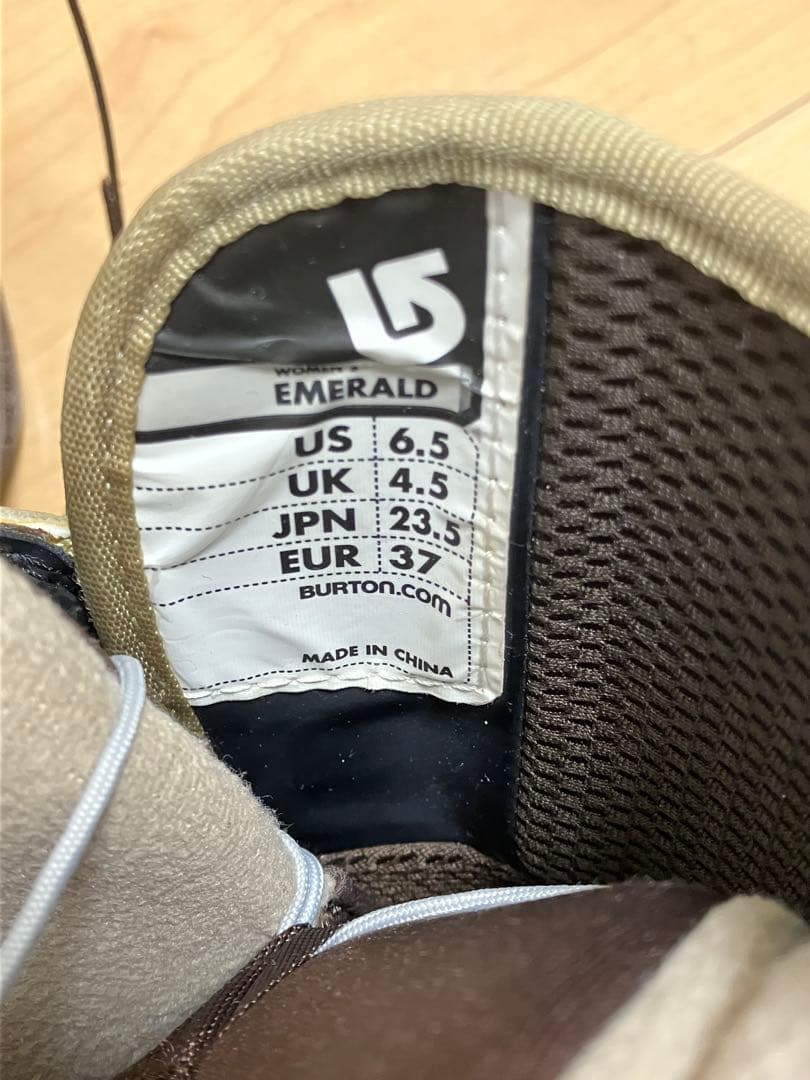 WOMEN'S
EMERALD
US 6.5
UK 4.5
JPN 23.5
EUR 37
BURTON.COM
MADE IN CHINA